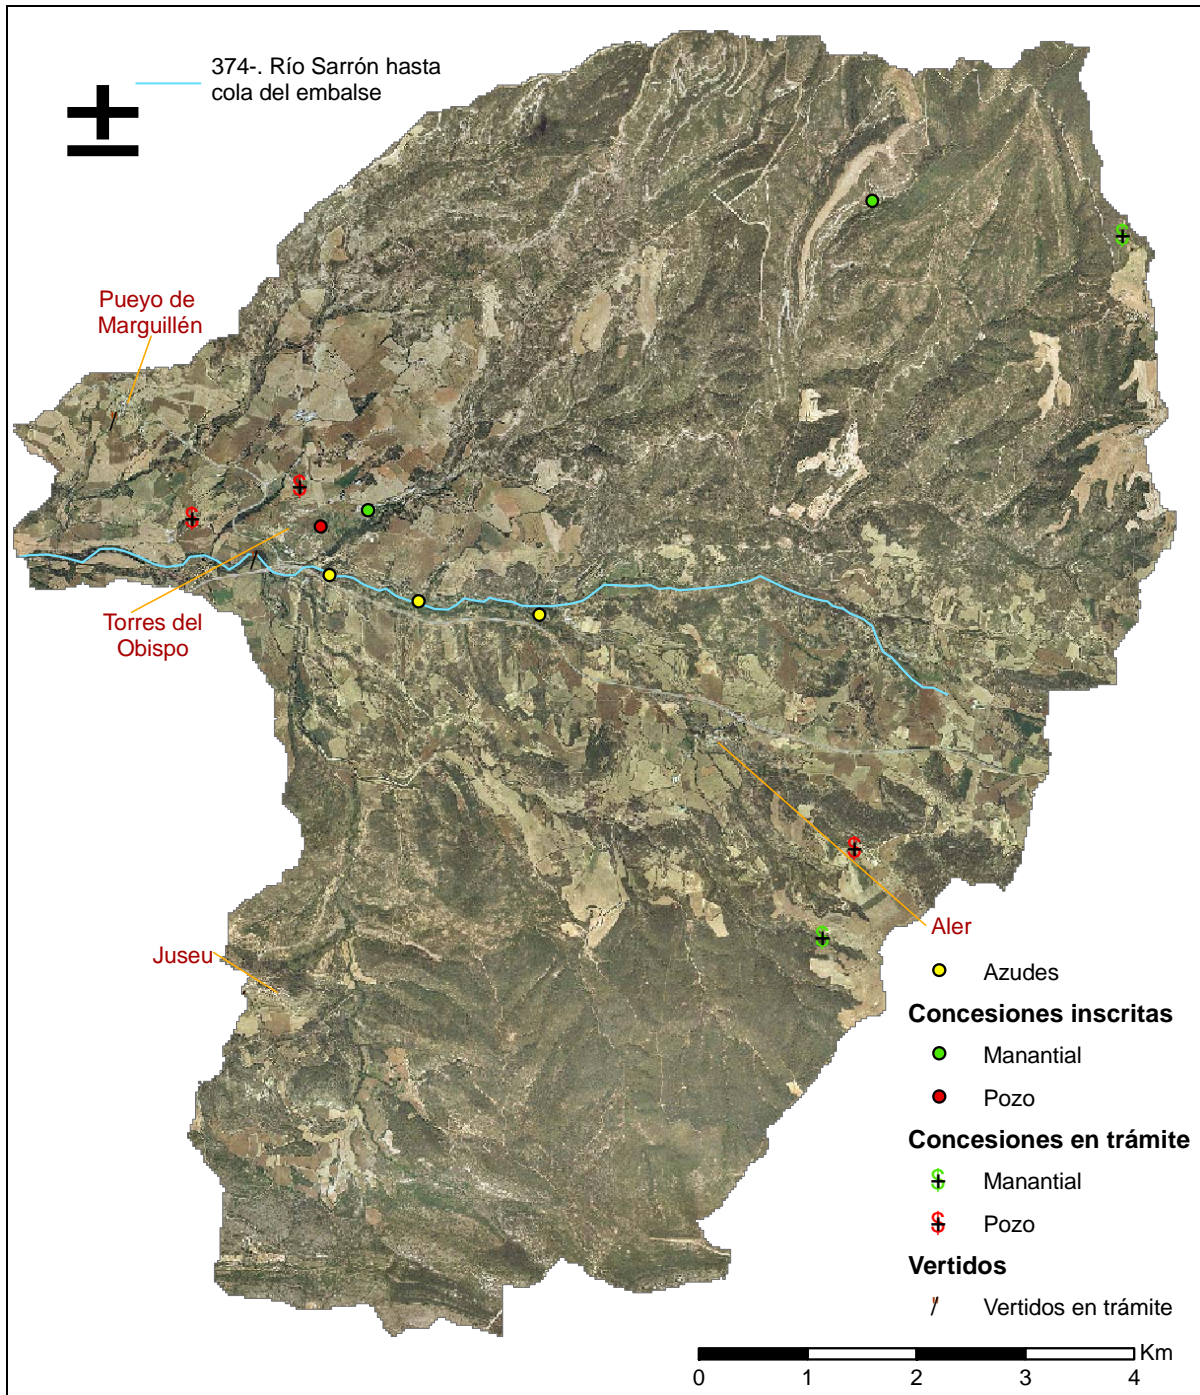 374-. Río Sarrón hasta
cola del embalse
±
Pueyo de
Marguillén
Torres del
Obispo
Juseu
Aler
Azudes
Concesiones inscritas
Manantial
Pozo
Concesiones en trámite
Manantial
Pozo
Vertidos
Vertidos en trámite
Km
0 1 2 3 4